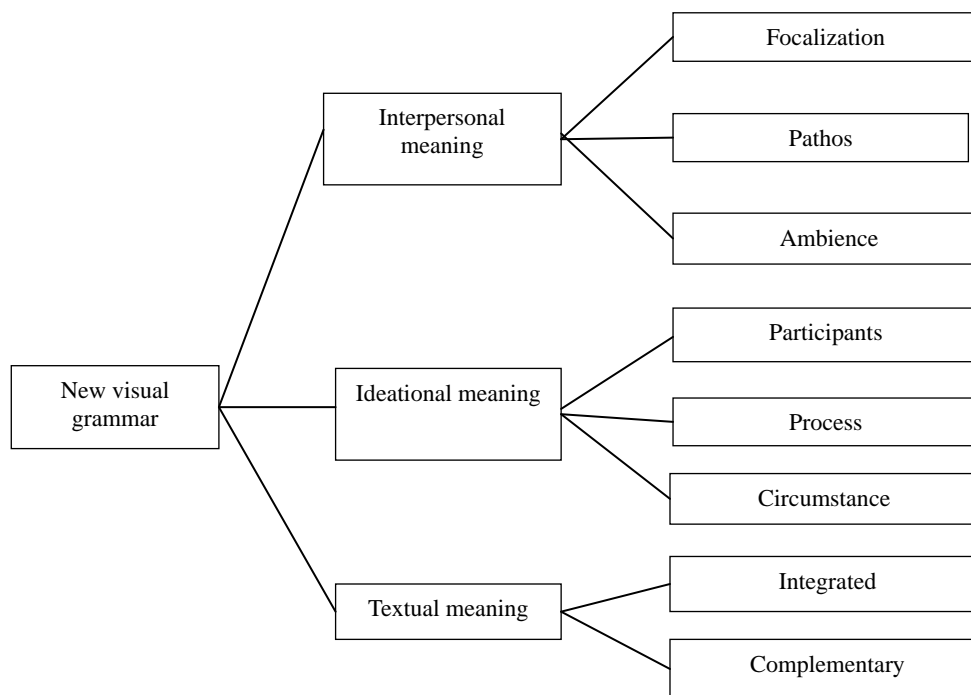 Focalization
Interpersonal
meaning
Pathos
Ambience
Participants
New visual
grammar
Ideational meaning
Process
Circumstance
Integrated
Textual meaning
Complementary